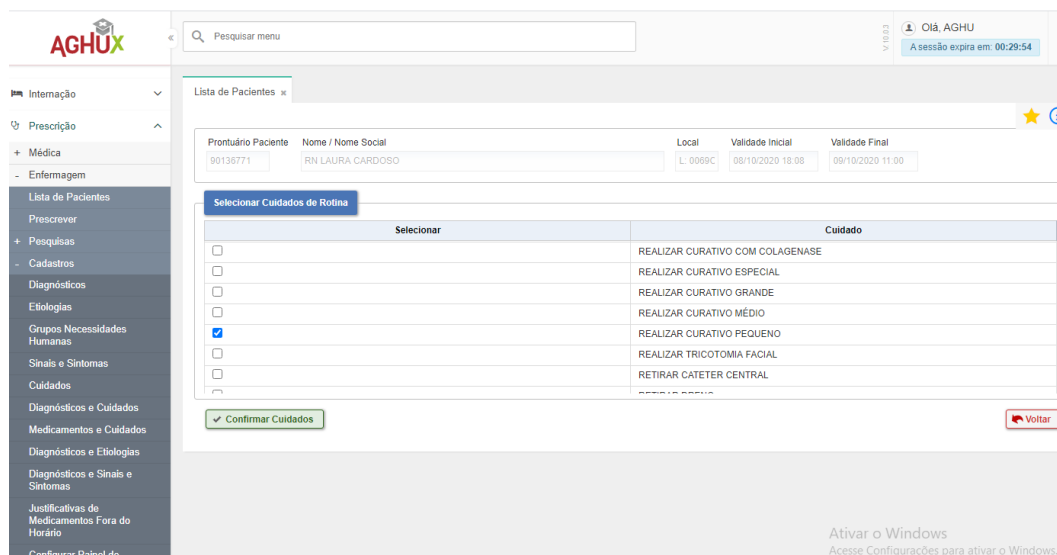 AGHUX
«
Pesquisar menu
V. 10.0.3
Olá, AGHU
A sessão expira em: 00:29:54
Internação
Prescrição
+ Médica
- Enfermagem
Lista de Pacientes
Prescrever
+ Pesquisas
- Cadastros
Diagnósticos
Etiologias
Grupos Necessidades
Humanas
Sinais e Sintomas
Cuidados
Diagnósticos e Cuidados
Medicamentos e Cuidados
Diagnósticos e Etiologias
Diagnósticos e Sinais e
Sintomas
Justificativas de
Medicamentos Fora do
Horário
Configurar Painel de
Lista de Pacientes
Prontuário Paciente Nome / Nome Social Local Validade Inicial Validade Final
90136771 RN LAURA CARDOSO L: 0069C 08/10/2020 18:08 09/10/2020 11:00
Selecionar Cuidados de Rotina
Selecionar Cuidado
REALIZAR CURATIVO COM COLAGENASE
REALIZAR CURATIVO ESPECIAL
REALIZAR CURATIVO GRANDE
REALIZAR CURATIVO MÉDIO
REALIZAR CURATIVO PEQUENO
REALIZAR TRICOTOMIA FACIAL
RETIRAR CATETER CENTRAL
RETIRAR DRENO
Confirmar Cuidados
Voltar
Ativar o Windows
Acesse Configurações para ativar o Windows.